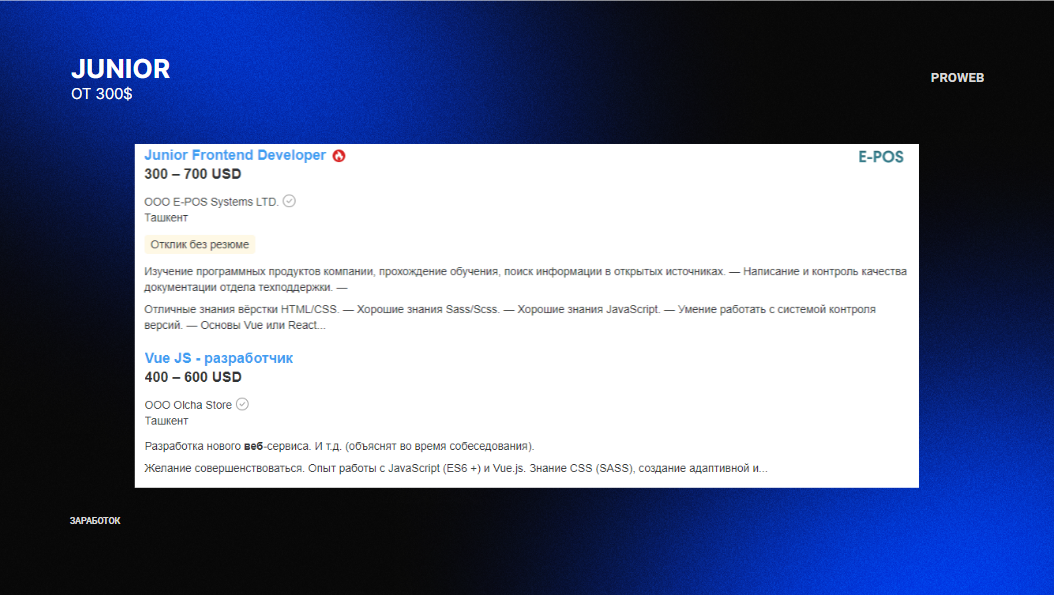 JUNIOR
ОТ 300$
PROWEB
Junior Frontend Developer
E-POS
300 – 700 USD
ООО E-POS Systems LTD.
Ташкент
Отклик без резюме
Изучение программных продуктов компании, прохождение обучения, поиск информации в открытых источниках. — Написание и контроль качества
документации отдела техподдержки. —
Отличные знания вёрстки HTML/CSS. — Хорошие знания Sass/Scss. — Хорошие знания JavaScript. — Умение работать с системой контроля
версий. — Основы Vue или React...
Vue JS - разработчик
400 – 600 USD
ООО Olcha Store
Ташкент
Разработка нового веб-сервиса. И т.д. (объяснят во время собеседования).
Желание совершенствоваться. Опыт работы с JavaScript (ES6 +) и Vue.js. Знание CSS (SASS), создание адаптивной и...
ЗАРАБОТОК